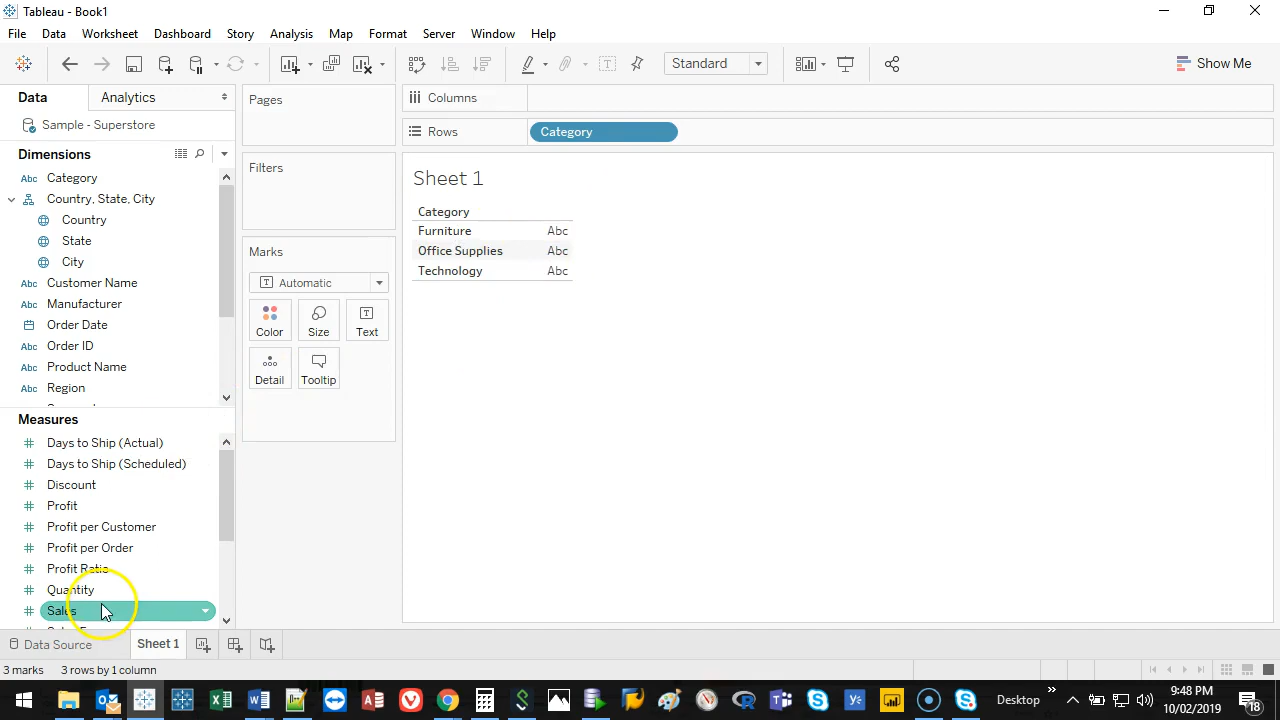 Tableau - Book1
File Data Worksheet Dashboard Story Analysis Map Format Server Window Help
Standard
Show Me
Data Analytics
Sample - Superstore
Dimensions
Abc Category
Country, State, City
Country
State
City
Abc Customer Name
Abc Manufacturer
Order Date
Abc Order ID
Abc Product Name
Abc Region
Measures
Days to Ship (Actual)
Days to Ship (Scheduled)
Discount
Profit
Profit per Customer
Profit per Order
Profit Ratio
Quantity
Sales
Pages
Filters
Marks
Automatic
Color Size Text
Detail Tooltip
Columns
Rows Category
Sheet 1
Category
Furniture Abc
Office Supplies Abc
Technology Abc
Data Source Sheet 1
3 marks 3 rows by 1 column
Desktop
9:48 PM
10/02/2019
18